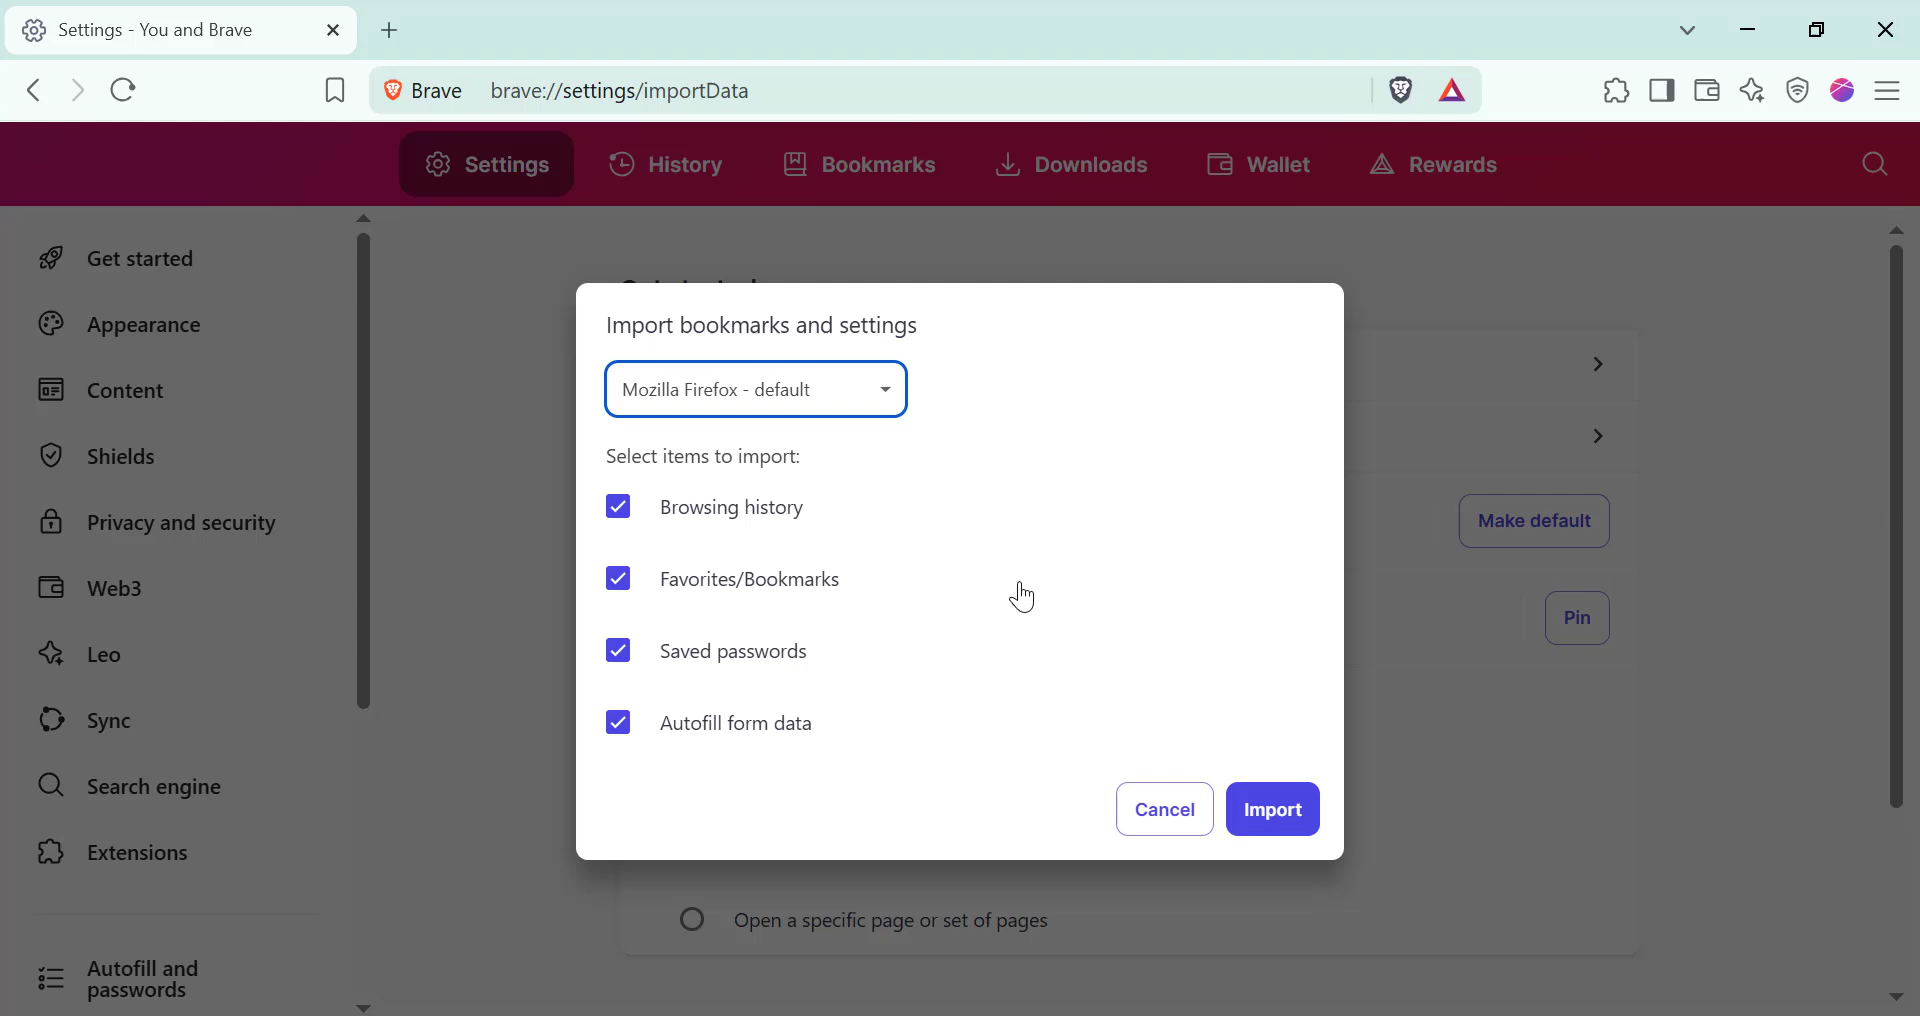 Settings - You and Brave
Brave brave://settings/importData
Settings History Bookmarks Downloads Wallet Rewards
Get started
Appearance
Content
Shields
Privacy and security
Web3
Leo
Sync
Search engine
Extensions
Autofill and
passwords
Import bookmarks and settings
Mozilla Firefox - default
Select items to import:
Browsing history
Favorites/Bookmarks
Saved passwords
Autofill form data
Cancel Import
Make default
Pin
Open a specific page or set of pages